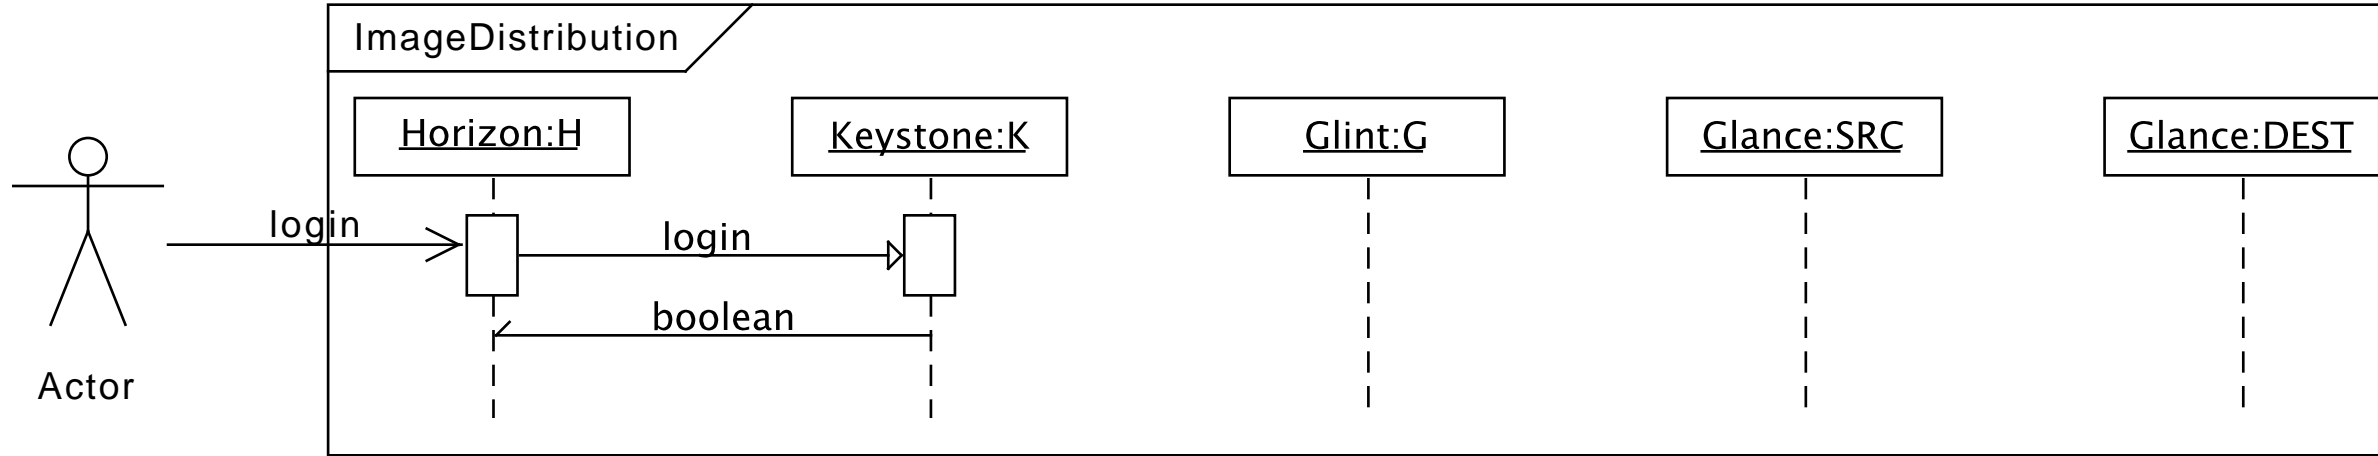 ImageDistribution
Horizon:H
Keystone:K
Glint:G
Glance:SRC
Glance:DEST
login
login
boolean
Actor